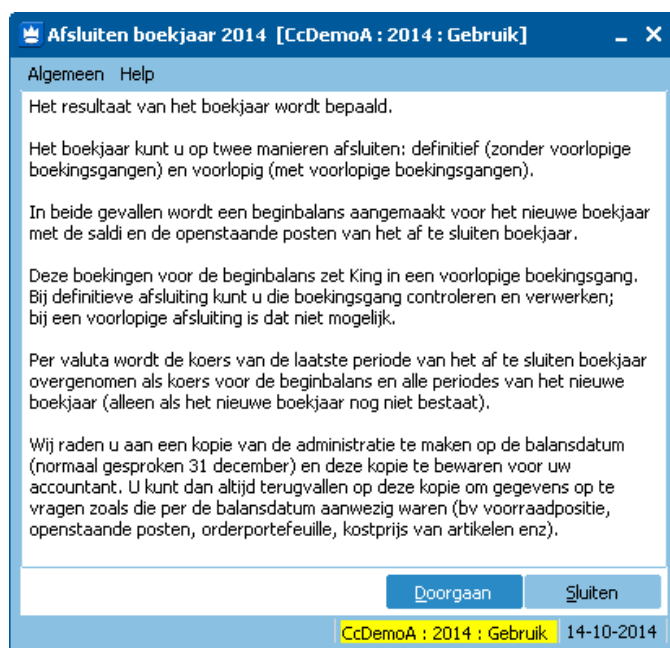 Afsluiten boekjaar 2014 [CcDemoA : 2014 : Gebruik]
Algemeen Help
Het resultaat van het boekjaar wordt bepaald.
Het boekjaar kunt u op twee manieren afsluiten: definitief (zonder voorlopige
boekingsgangen) en voorlopig (met voorlopige boekingsgangen).
In beide gevallen wordt een beginbalans aangemaakt voor het nieuwe boekjaar
met de saldi en de openstaande posten van het af te sluiten boekjaar.
Deze boekingen voor de beginbalans zet King in een voorlopige boekingsgang.
Bij definitieve afsluiting kunt u die boekingsgang controleren en verwerken;
bij een voorlopige afsluiting is dat niet mogelijk.
Per valuta wordt de koers van de laatste periode van het af te sluiten boekjaar
overgenomen als koers voor de beginbalans en alle periodes van het nieuwe
boekjaar (alleen als het nieuwe boekjaar nog niet bestaat).
Wij raden u aan een kopie van de administratie te maken op de balansdatum
(normaal gesproken 31 december) en deze kopie te bewaren voor uw
accountant. U kunt dan altijd terugvallen op deze kopie om gegevens op te
vragen zoals die per de balansdatum aanwezig waren (bv voorraadpositie,
openstaande posten, orderportefeuille, kostprijs van artikelen enz).
Doorgaan Sluiten
CcDemoA : 2014 : Gebruik 14-10-2014